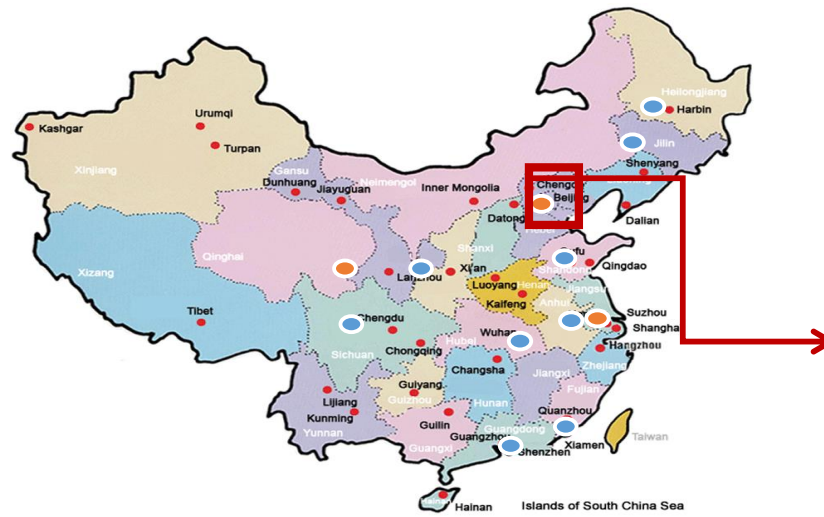 Heilongjiang
Harbin
Urumqi
Kashgar
Jilin
Turpan
Shenyang
Xinjiang
Gansu
Neimengol
Chengd
Dunhuang
Jiayuguan
Inner Mongolia
Beijing
Dalian
Datong
Hebei
Shanxi
Qinghai
Qingdao
Shandong
Xizang
Lanzhou
Xi'an
Luoyang
Henan
Jiangsu
Kaifeng
Anhui
Suzhou
Tibet
Chengdu
Shangha
Wuhan
Hubei
Hangzhou
Sichuan
Chongqing
Changsha
Jiangxi
Zhejiang
Guiyang
Fujian
Lijiang
Guizhou
Hunan
Kunming
Quanzhou
Yunnan
Guilin
Guangdong
Guangzhou
Taiwan
Guangxi
Xiamen
Shenzhen
Hainan
Islands of South China Sea